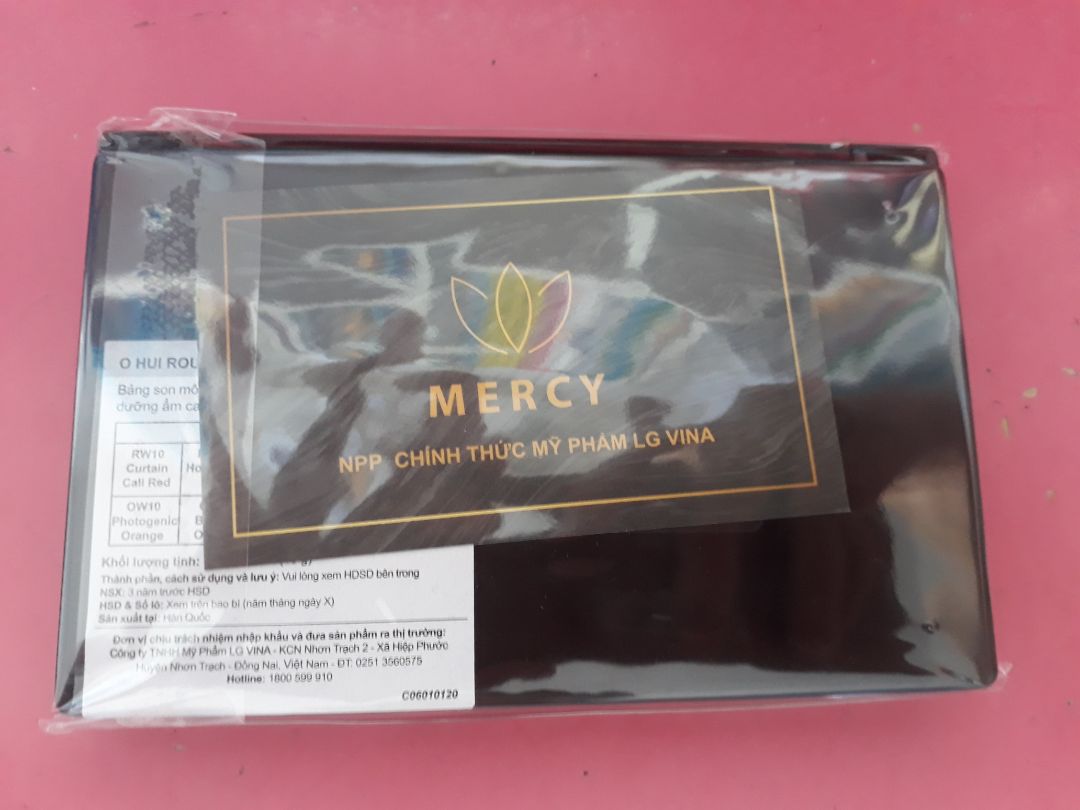 MERCY
NPP CHÍNH THỨC MỸ PHẨM LG VINA
O HUI
Bảng son
dưỡng ẩm
RW10
Curtain
Call Red
OW10
Photogenic
Orange
Khối lượng tịnh:
Thành phần, cách sử dụng và lưu ý: Vui lòng xem HDSD bên trong
NSX: 3 năm trước HSD
HSD & Số lô: Xem trên bao bì (năm tháng ngày X)
Sản xuất tại: Hàn Quốc
Đơn vị chịu trách nhiệm nhập khẩu và đưa sản phẩm ra thị trường:
Công ty TNHH Mỹ Phẩm LG VINA - KCN Nhơn Trạch 2 - Xã Hiệp Phước
Huyện Nhơn Trạch - Đồng Nai, Việt Nam - ĐT: 0251 3560575
Hotline: 1800 599 910
C06010120